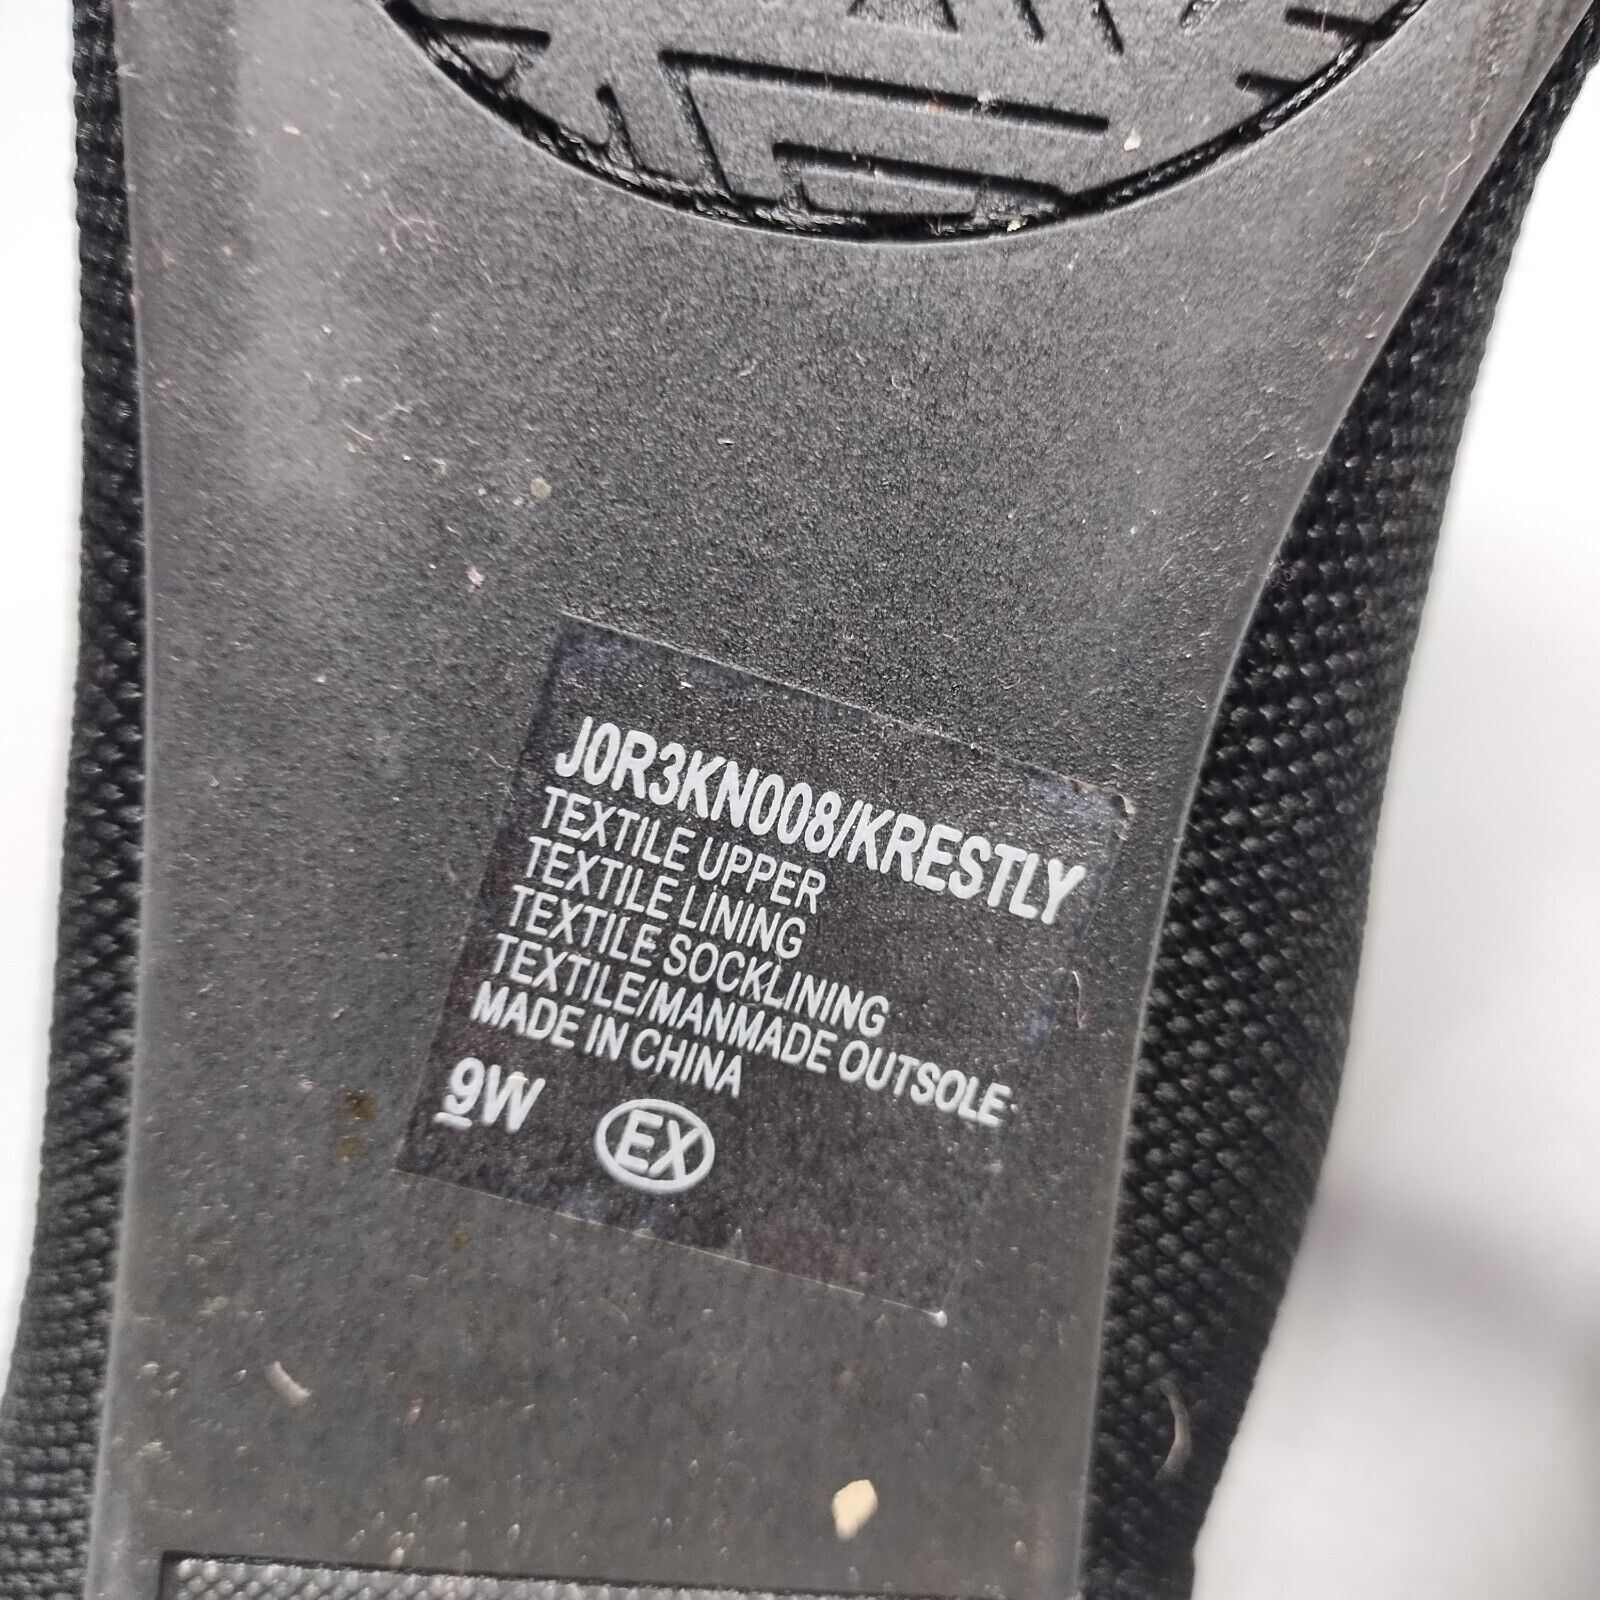 J0R3KN008/KRESTLY
TEXTILE UPPER
TEXTILE LINING
TEXTILE SOCKLINING
TEXTILE/MANMADE OUTSOLE
MADE IN CHINA
9W EX